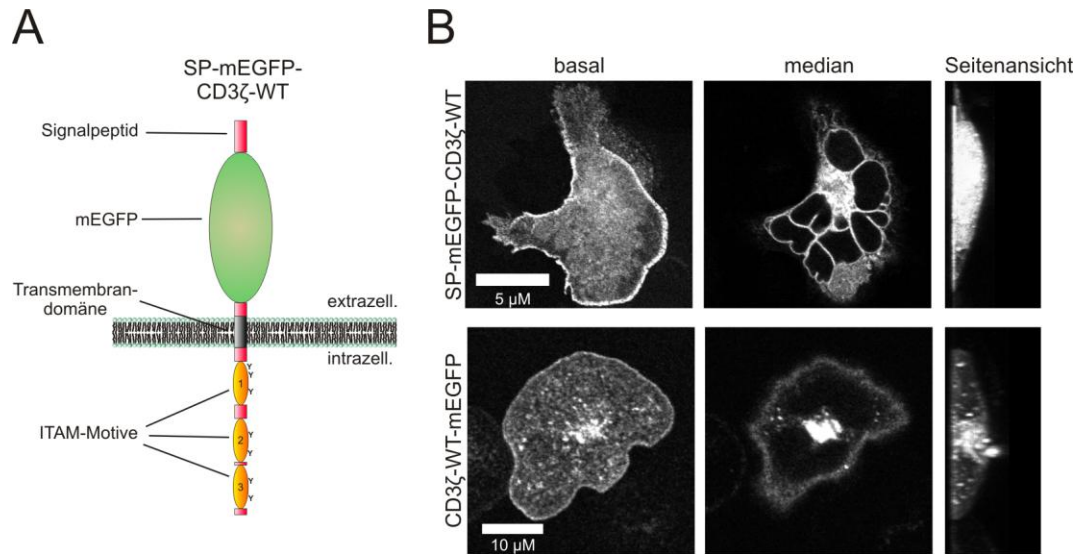 A
SP-mEGFP-
CD3ζ-WT
Signalpeptid
mEGFP
Transmembran-
domäne
extrazell.
intrazell.
ITAM-Motive
1
2
3
Y
Y
Y
Y
Y
Y
Y
B
basal
median
Seitenansicht
SP-mEGFP-CD3ζ-WT
5 µM
CD3ζ-WT-mEGFP
10 µM